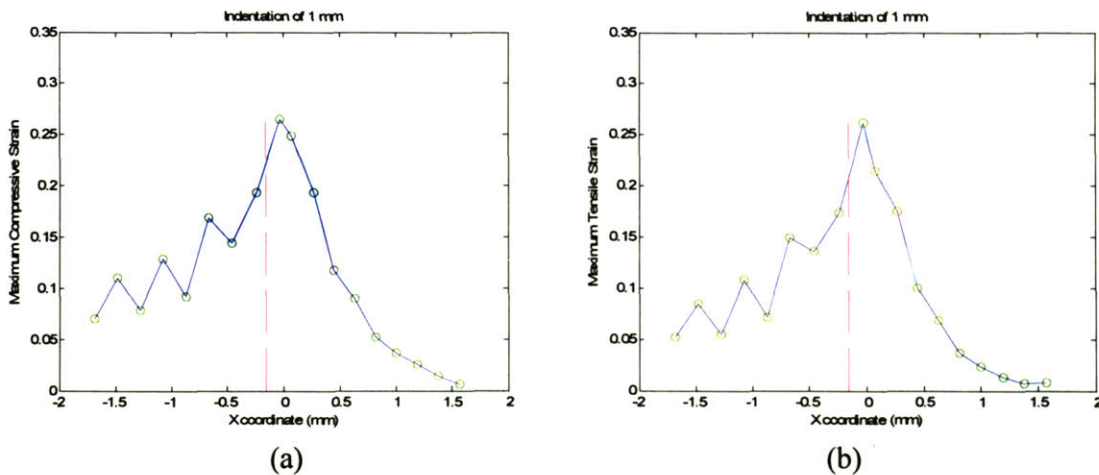 Indentation of 1 mm
0.35
0.3
0.25
0.2
0.15
0.1
0.05
0
Maximum Compressive Strain
-2 -1.5 -1 -0.5 0 0.5 1 1.5 2
X coordinate (mm)
(a)
Indentation of 1 mm
0.35
0.3
0.25
0.2
0.15
0.1
0.05
0
Maximum Tensile Strain
-2 -1.5 -1 -0.5 0 0.5 1 1.5 2
X coordinate (mm)
(b)